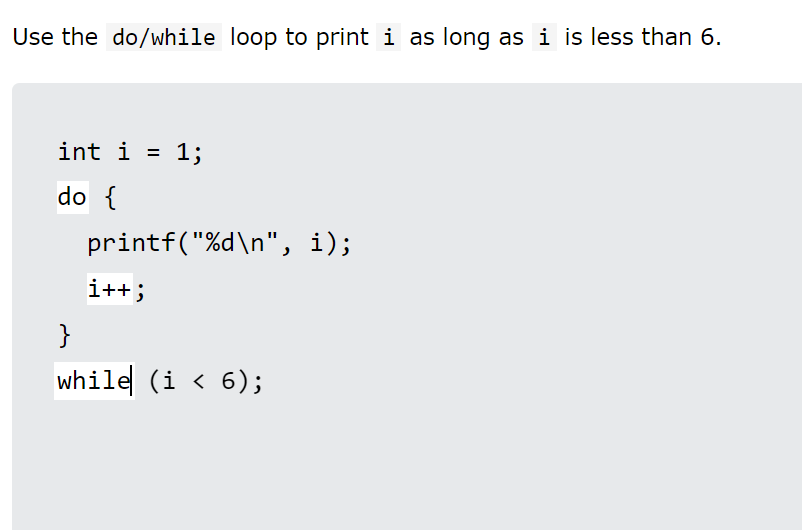 Use the do/while loop to print i as long as i is less than 6.
int i = 1;
do {
printf("%d\n", i);
i++;
}
while (i < 6);